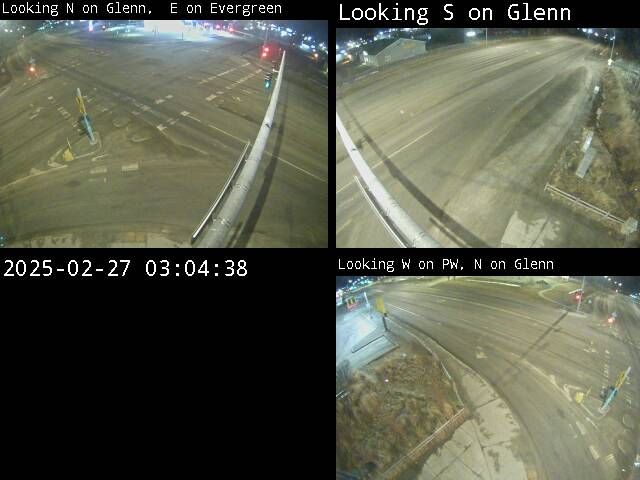 Looking N on Glenn,  E on Evergreen
Looking S on Glenn
2025-02-27 03:04:38
Looking W on PW, N on Glenn